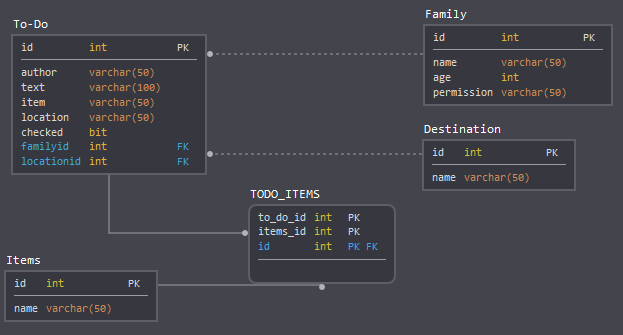 To-Do
id int PK
author varchar(50)
text varchar(100)
item varchar(50)
location varchar(50)
checked bit
familyid int FK
locationid int FK
Family
id int PK
name varchar(50)
age int
permission varchar(50)
Destination
id int PK
name varchar(50)
TODO_ITEMS
to_do_id int PK
items_id int PK
id int PK FK
Items
id int PK
name varchar(50)